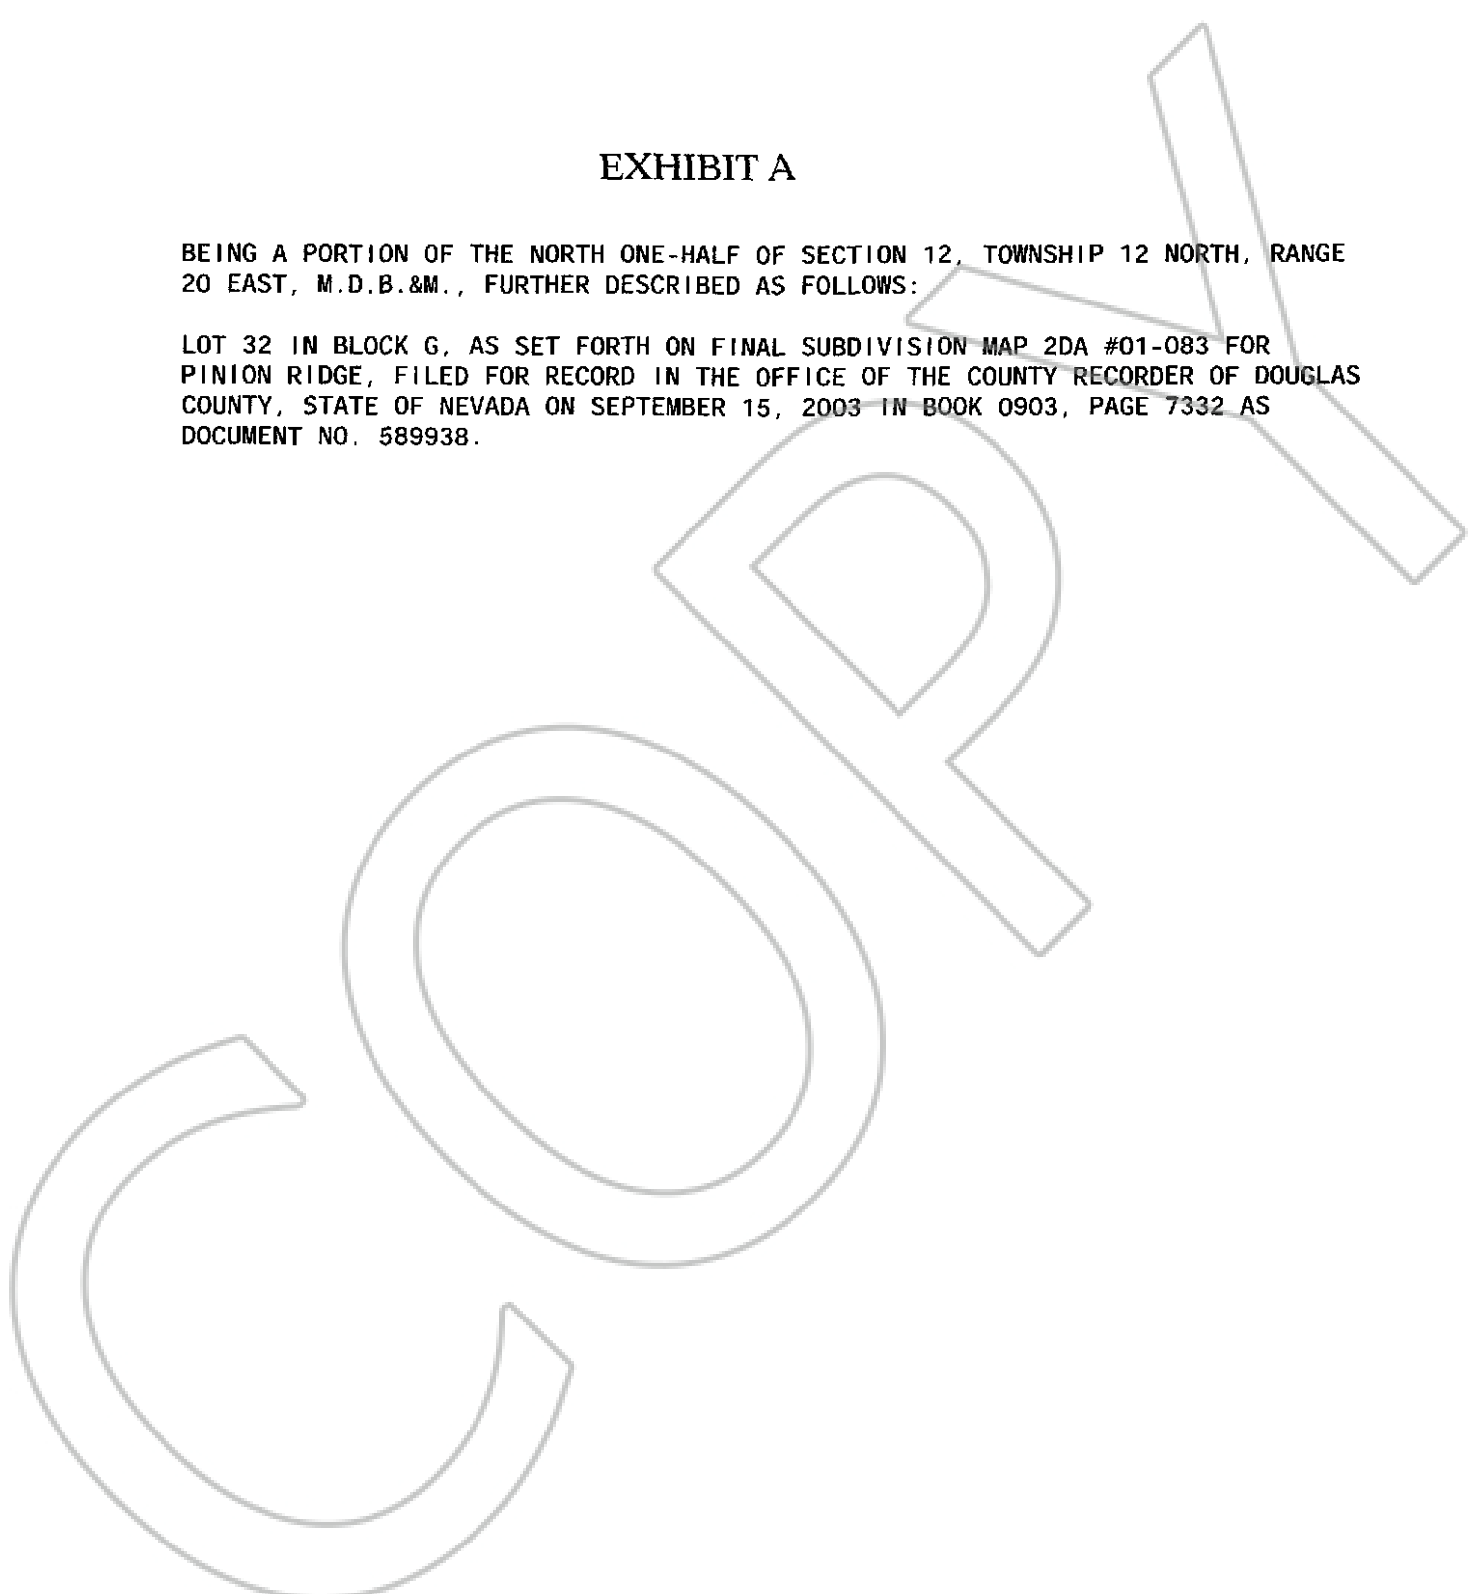 EXHIBIT A
BEING A PORTION OF THE NORTH ONE-HALF OF SECTION 12, TOWNSHIP 12 NORTH, RANGE
20 EAST, M.D.B.&M., FURTHER DESCRIBED AS FOLLOWS:
LOT 32 IN BLOCK G, AS SET FORTH ON FINAL SUBDIVISION MAP 2DA #01-083 FOR
PINION RIDGE, FILED FOR RECORD IN THE OFFICE OF THE COUNTY RECORDER OF DOUGLAS
COUNTY, STATE OF NEVADA ON SEPTEMBER 15, 2003 IN BOOK 0903, PAGE 7332 AS
DOCUMENT NO. 589938.
COPY